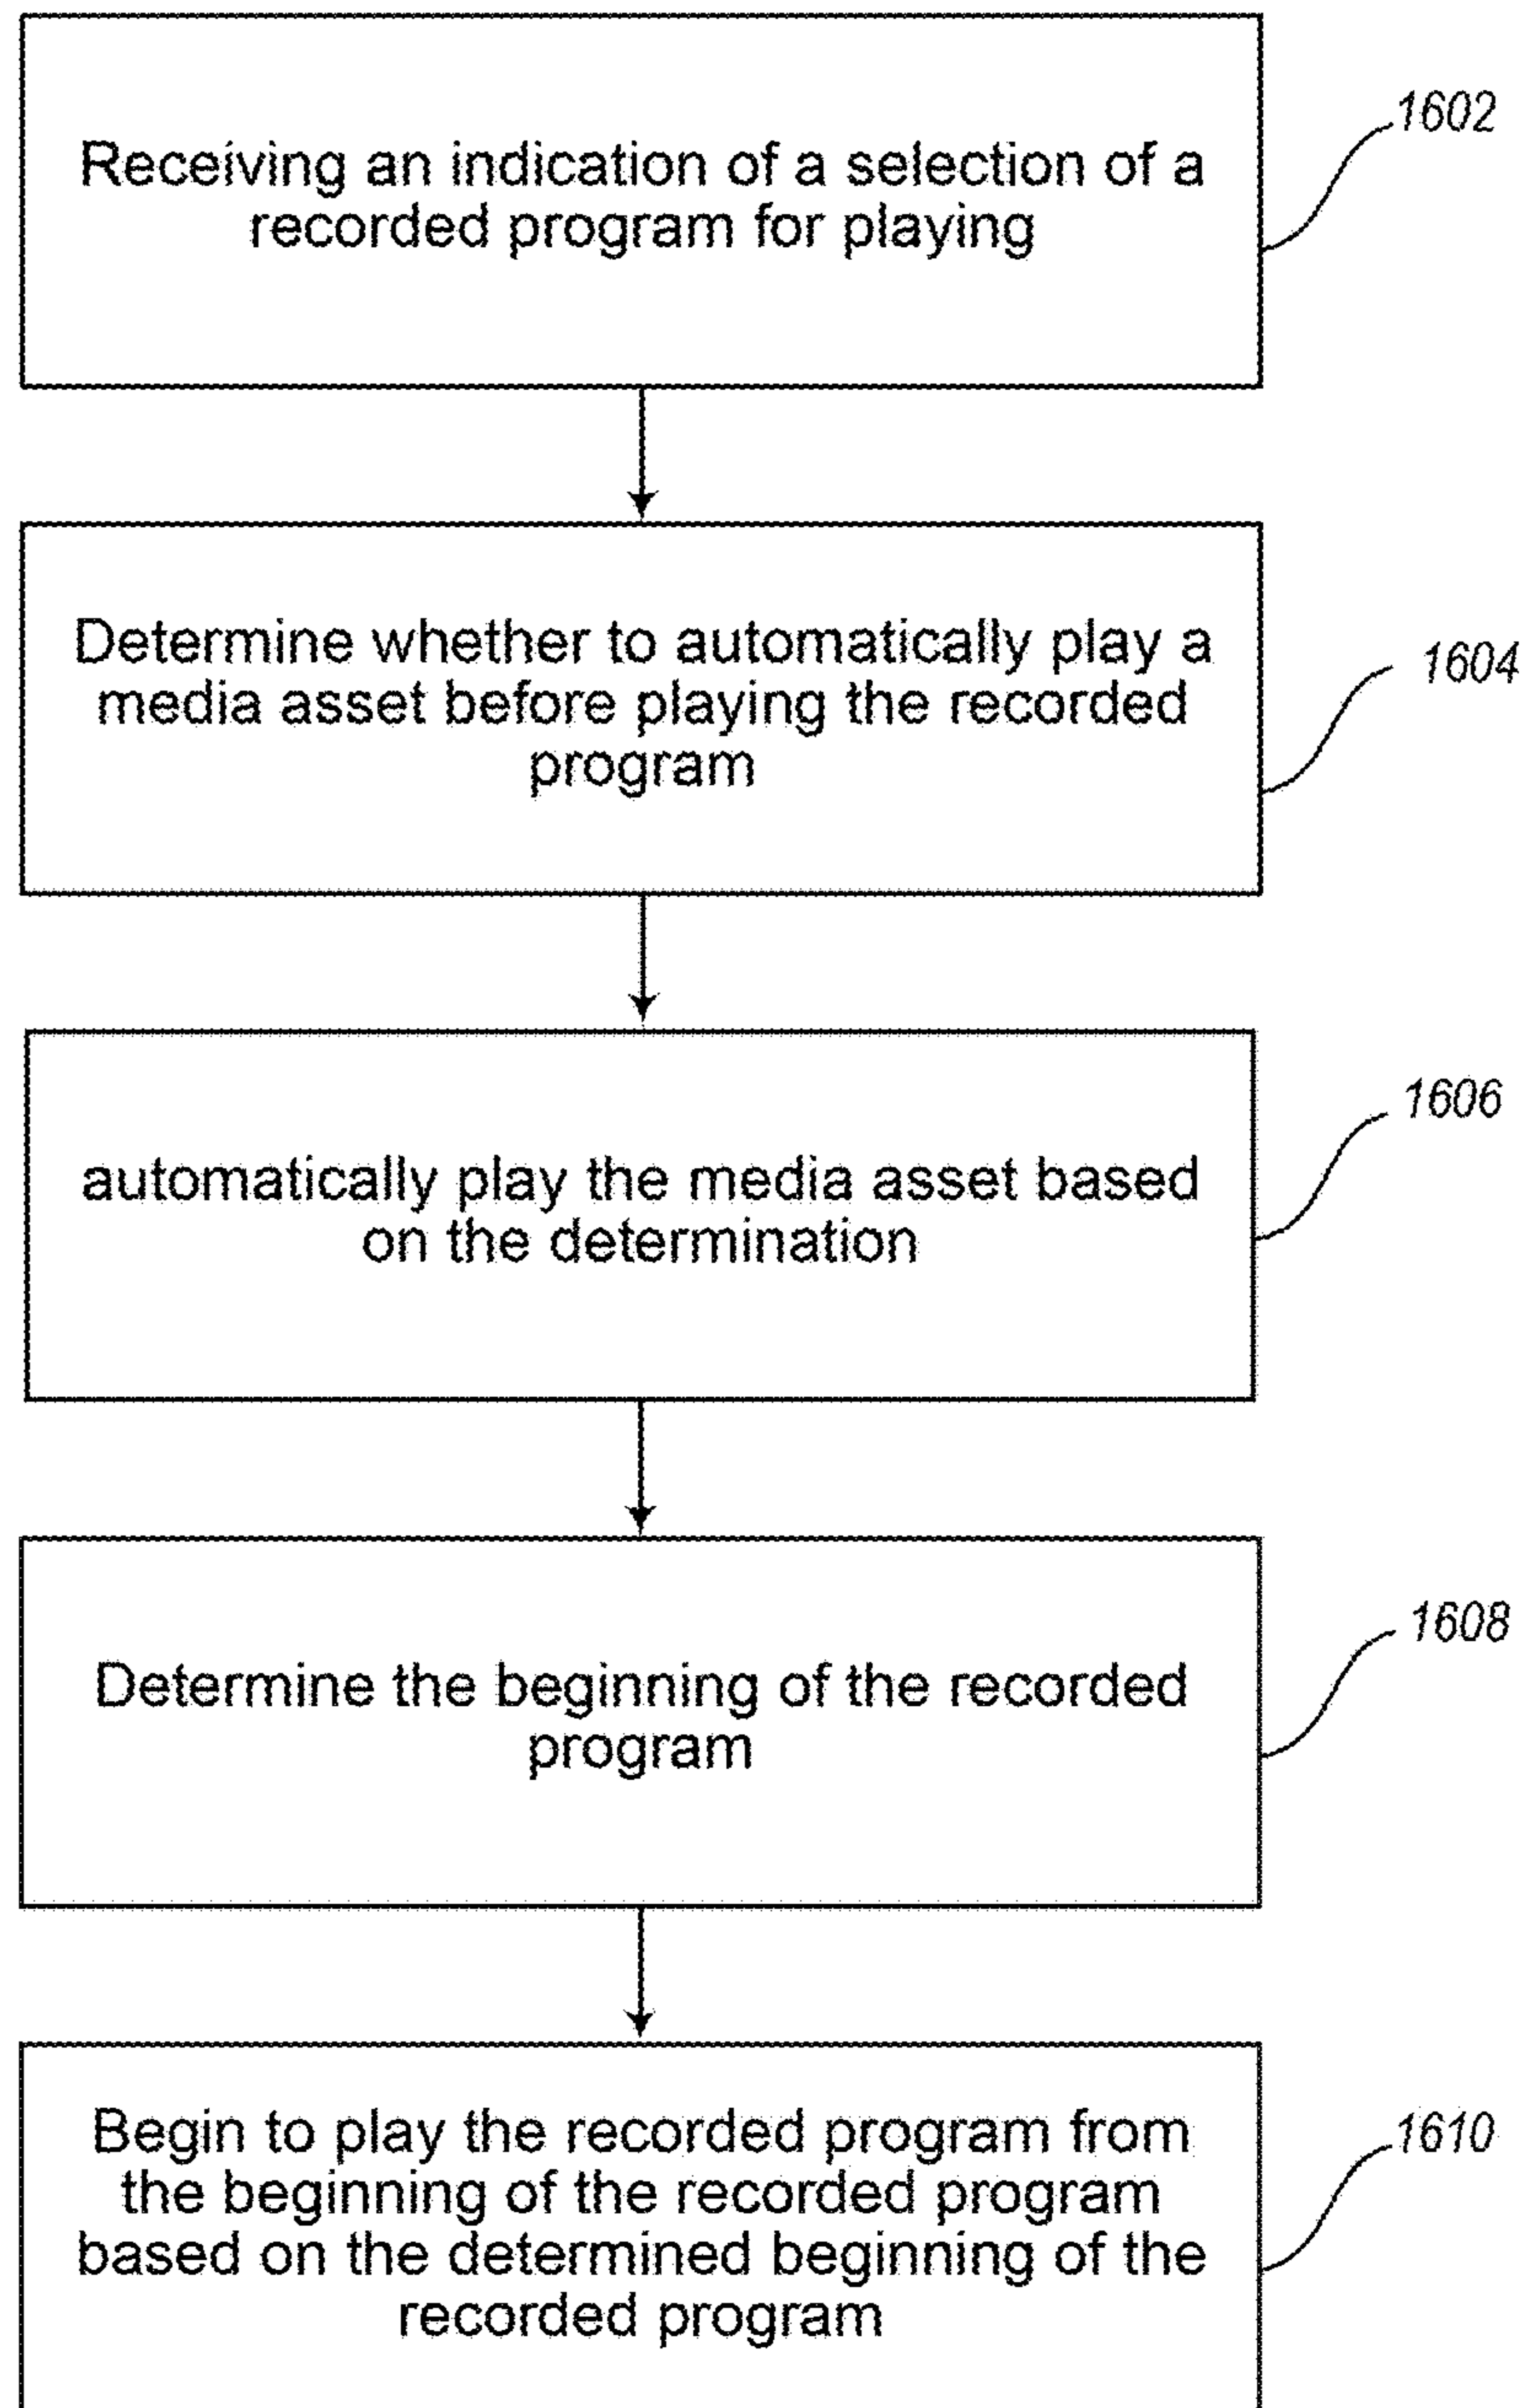 Receiving an indication of a selection of a
recorded program for playing
1602
Determine whether to automatically play a
media asset before playing the recorded
program
1604
automatically play the media asset based
on the determination
1606
Determine the beginning of the recorded
program
1608
Begin to play the recorded program from
the beginning of the recorded program
based on the determined beginning of the
recorded program
1610